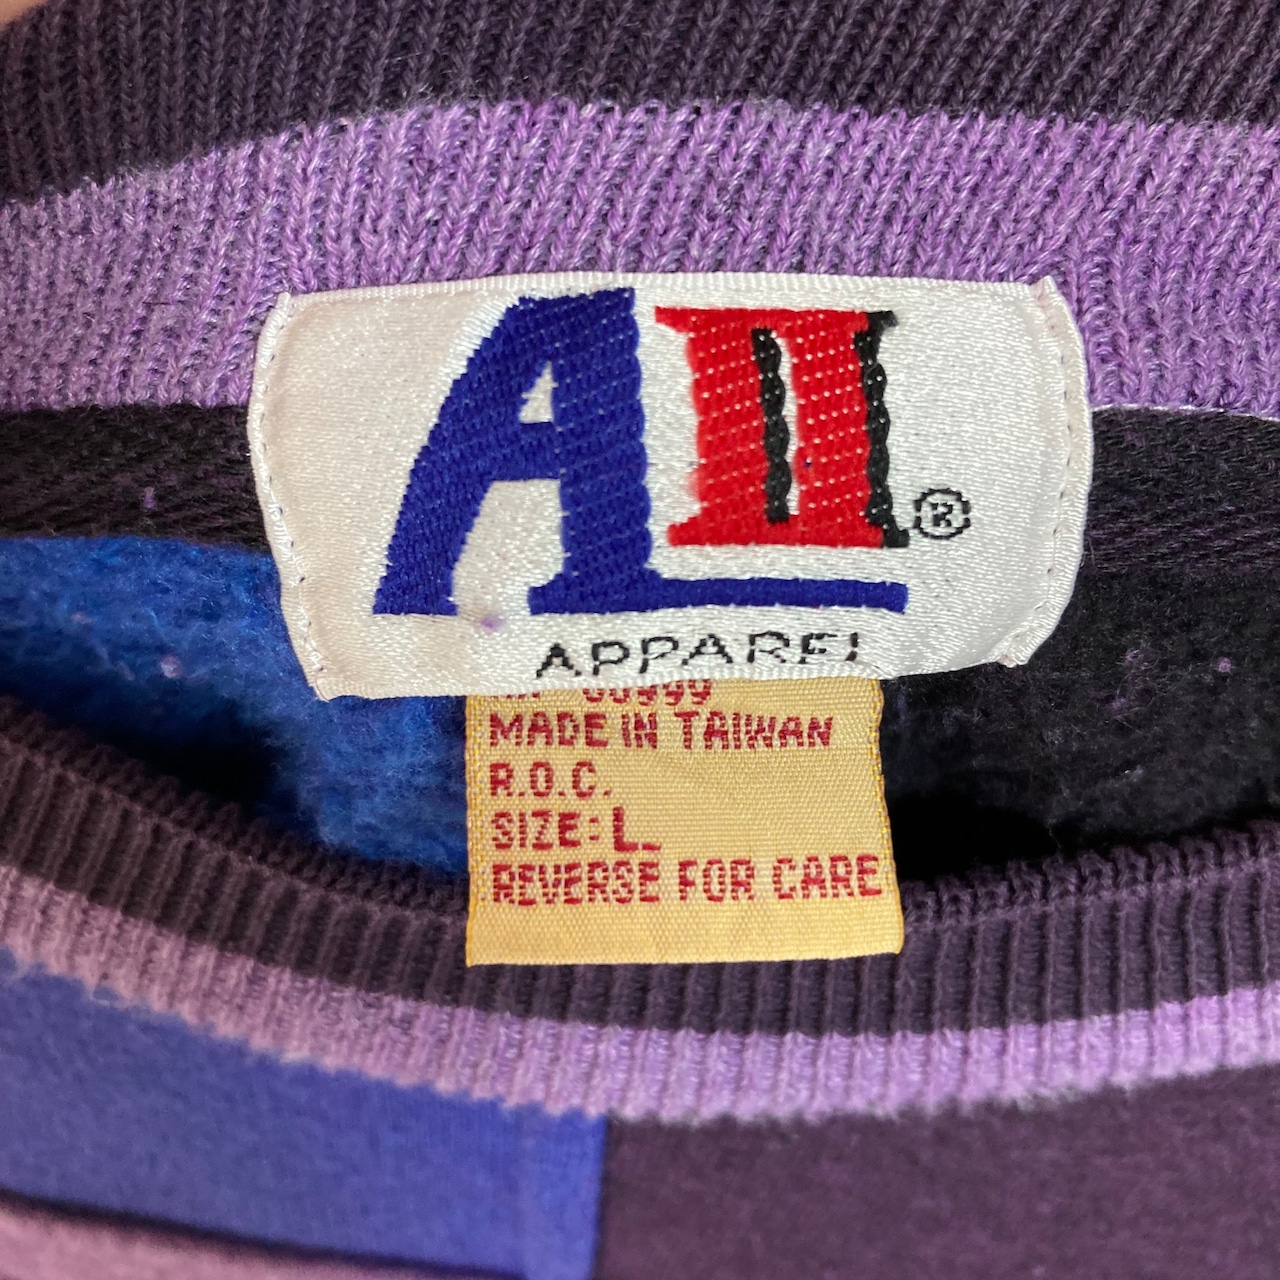 AII ®
APPAREL
MADE IN TAIWAN
R.O.C.
SIZE: L.
REVERSE FOR CARE